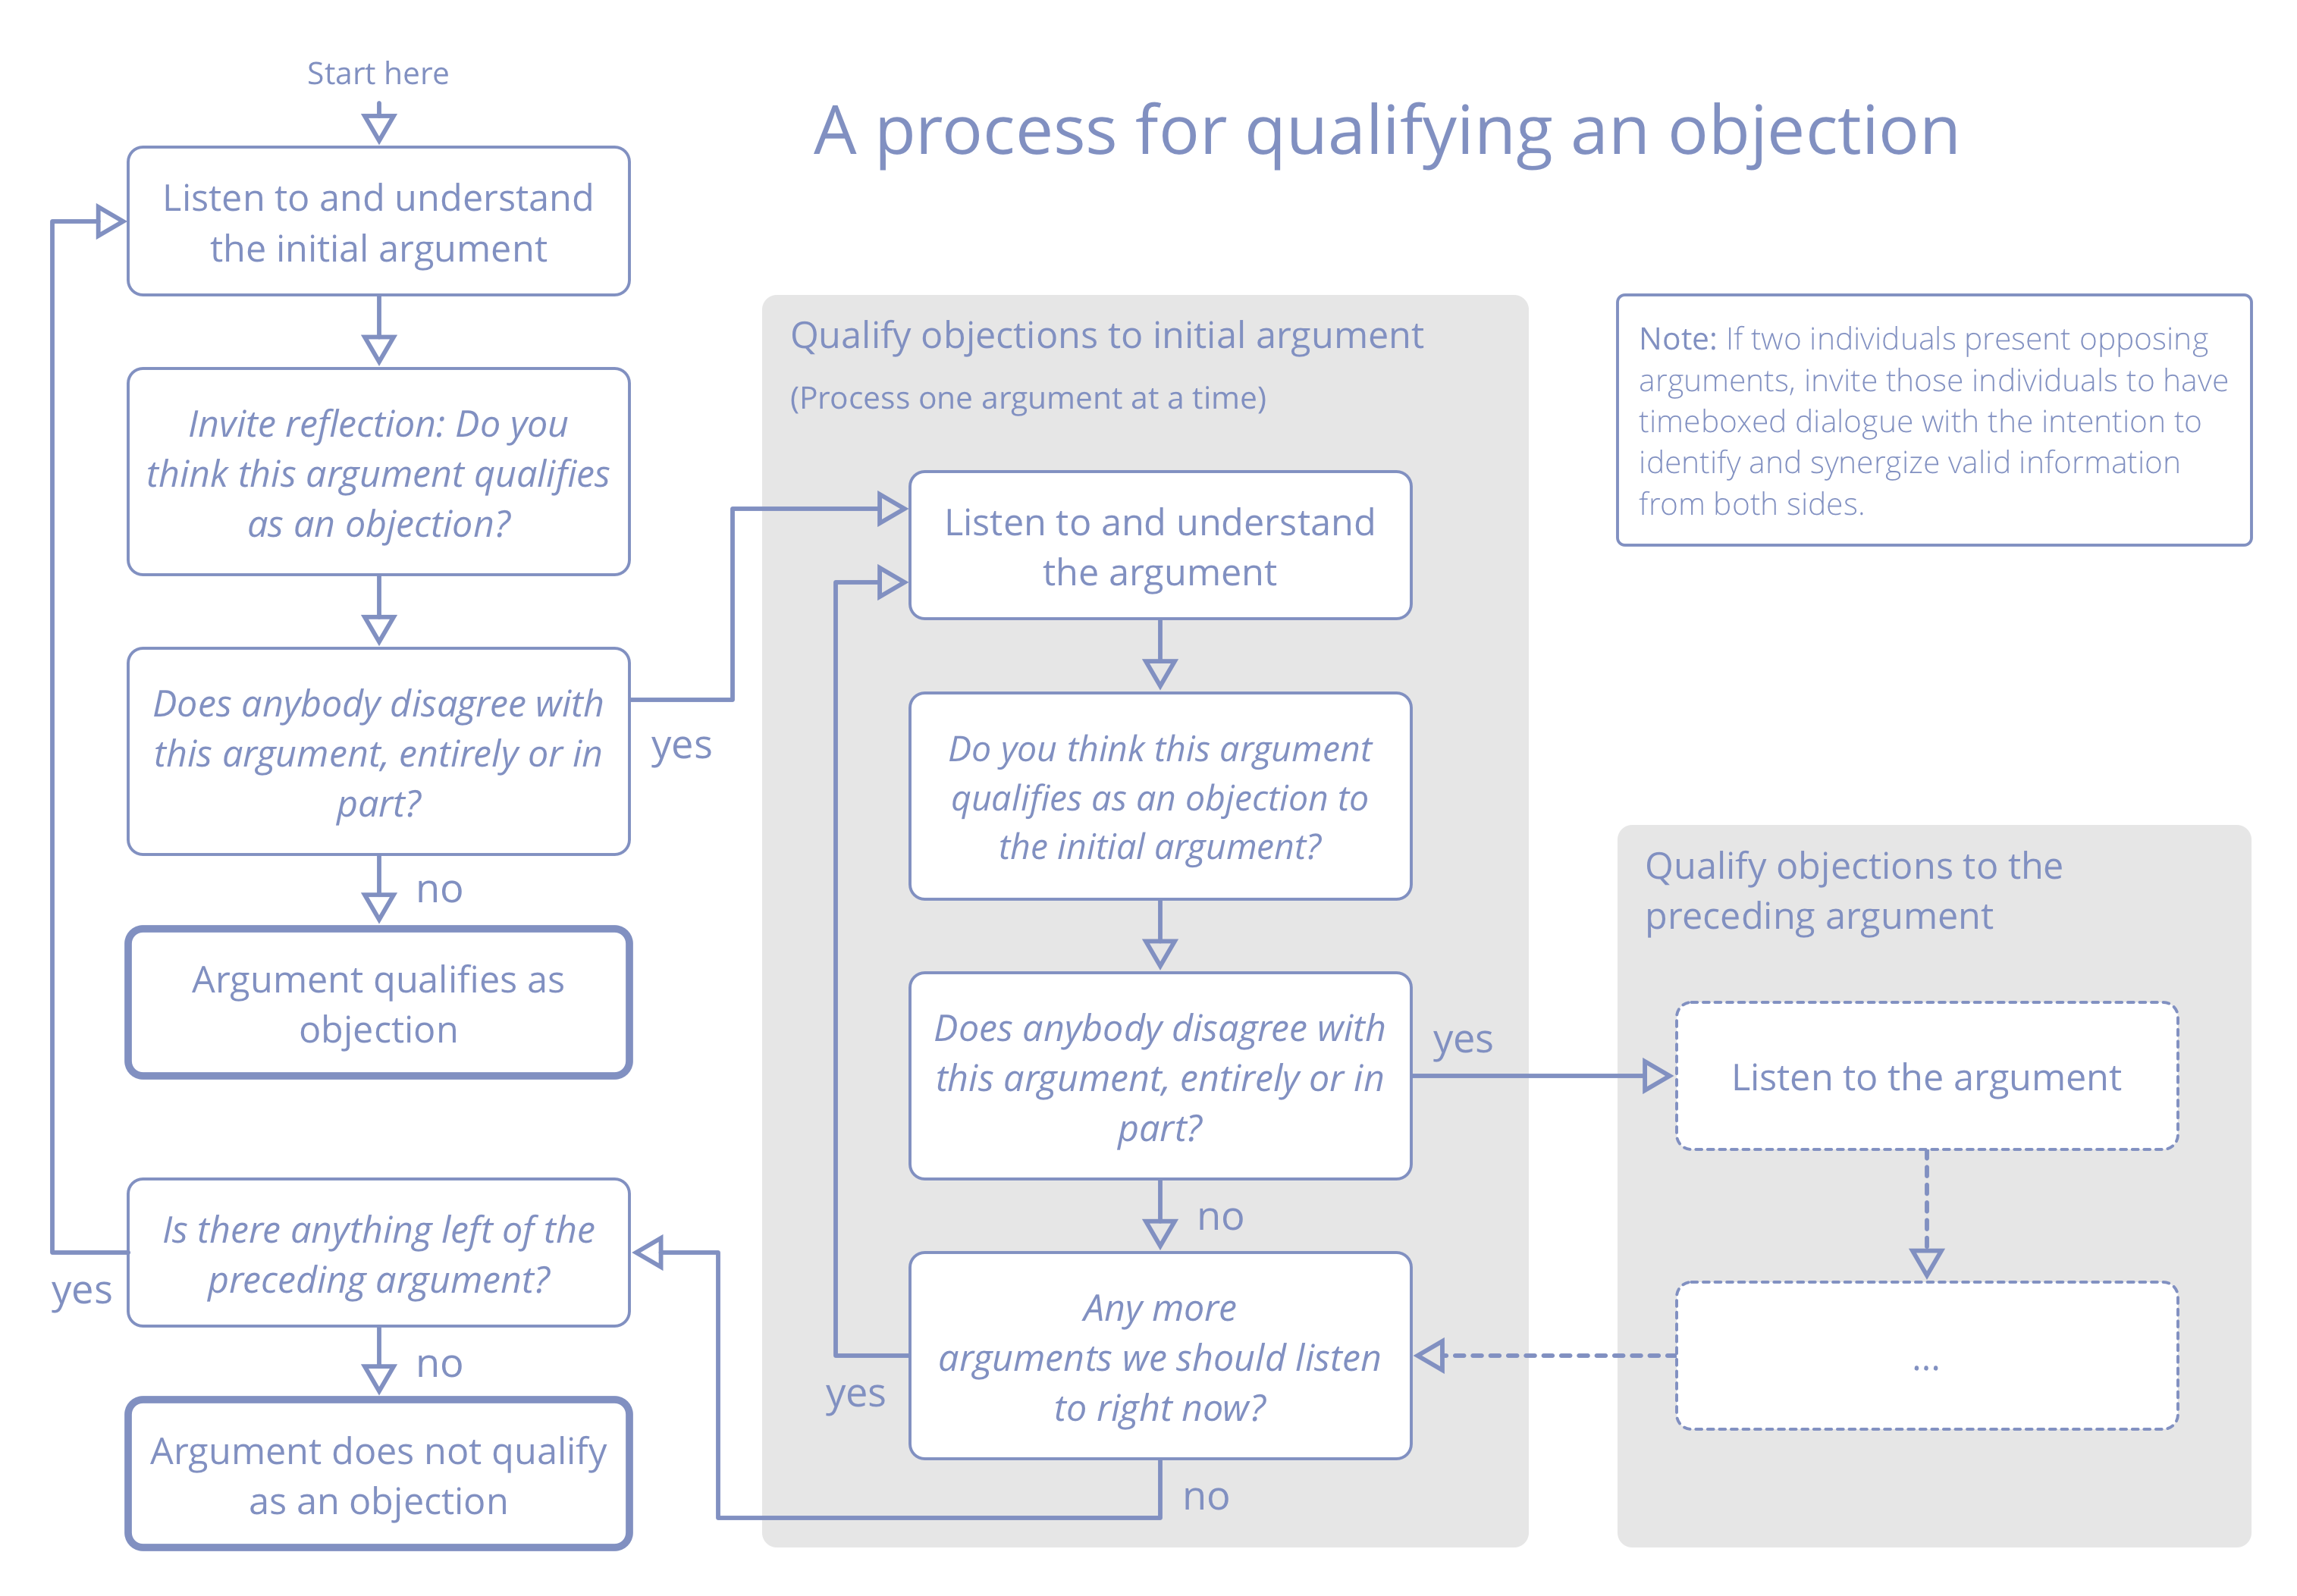 Start here
A process for qualifying an objection
Listen to and understand
the initial argument
Invite reflection: Do you
think this argument qualifies
as an objection?
Does anybody disagree with
this argument, entirely or in
part?
yes
no
Argument qualifies as
objection
Is there anything left of the
preceding argument?
yes
no
Argument does not qualify
as an objection
Qualify objections to initial argument
(Process one argument at a time)
Listen to and understand
the argument
Do you think this argument
qualifies as an objection to
the initial argument?
Does anybody disagree with
this argument, entirely or in
part?
yes
no
Any more
arguments we should listen
to right now?
yes
no
Note: If two individuals present opposing
arguments, invite those individuals to have
timeboxed dialogue with the intention to
identify and synergize valid information
from both sides.
Qualify objections to the
preceding argument
Listen to the argument
...